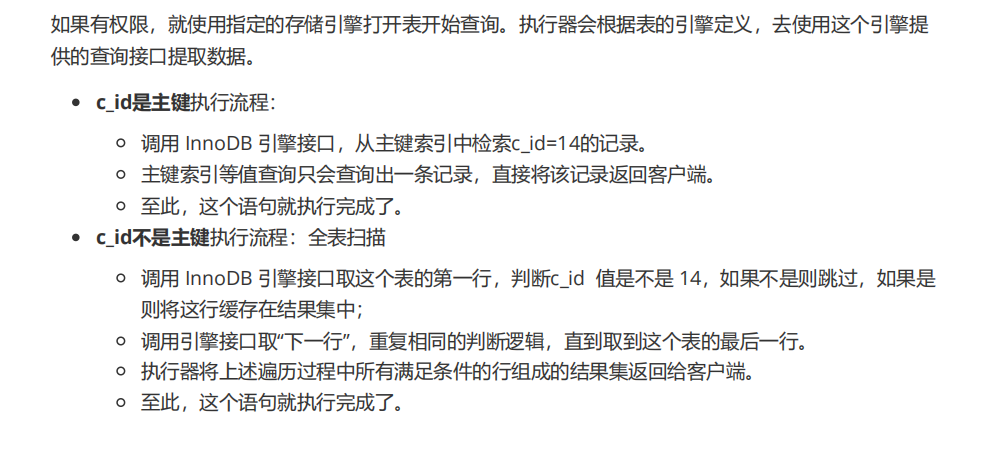 如果有权限，就使用指定的存储引擎打开表开始查询。执行器会根据表的引擎定义，去使用这个引擎提
供的查询接口提取数据。
c_id是主键执行流程：
调用 InnoDB 引擎接口，从主键索引中检索c_id=14的记录。
主键索引等值查询只会查询出一条记录，直接将该记录返回客户端。
至此，这个语句就执行完成了。
c_id不是主键执行流程：全表扫描
调用 InnoDB 引擎接口取这个表的第一行，判断c_id 值是不是 14，如果不是则跳过，如果是
则将这行缓存在结果集中；
调用引擎接口取“下一行”，重复相同的判断逻辑，直到取到这个表的最后一行。
执行器将上述遍历过程中所有满足条件的行组成的结果集返回给客户端。
至此，这个语句就执行完成了。